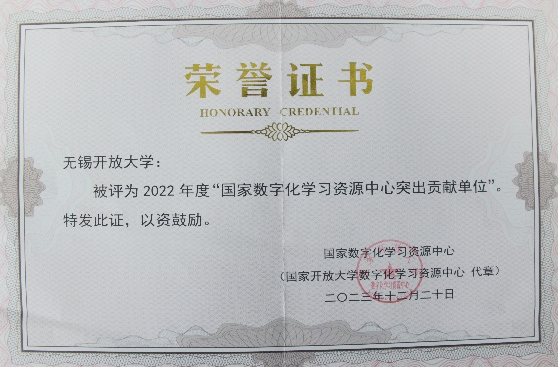 荣誉证书
HONORARY CREDENTIAL
无锡开放大学：
被评为 2022 年度“国家数字化学习资源中心突出贡献单位”。
特发此证，以资鼓励。
国家数字化学习资源中心
（国家开放大学数字化学习资源中心 代章）
二〇二三年十二月二十日